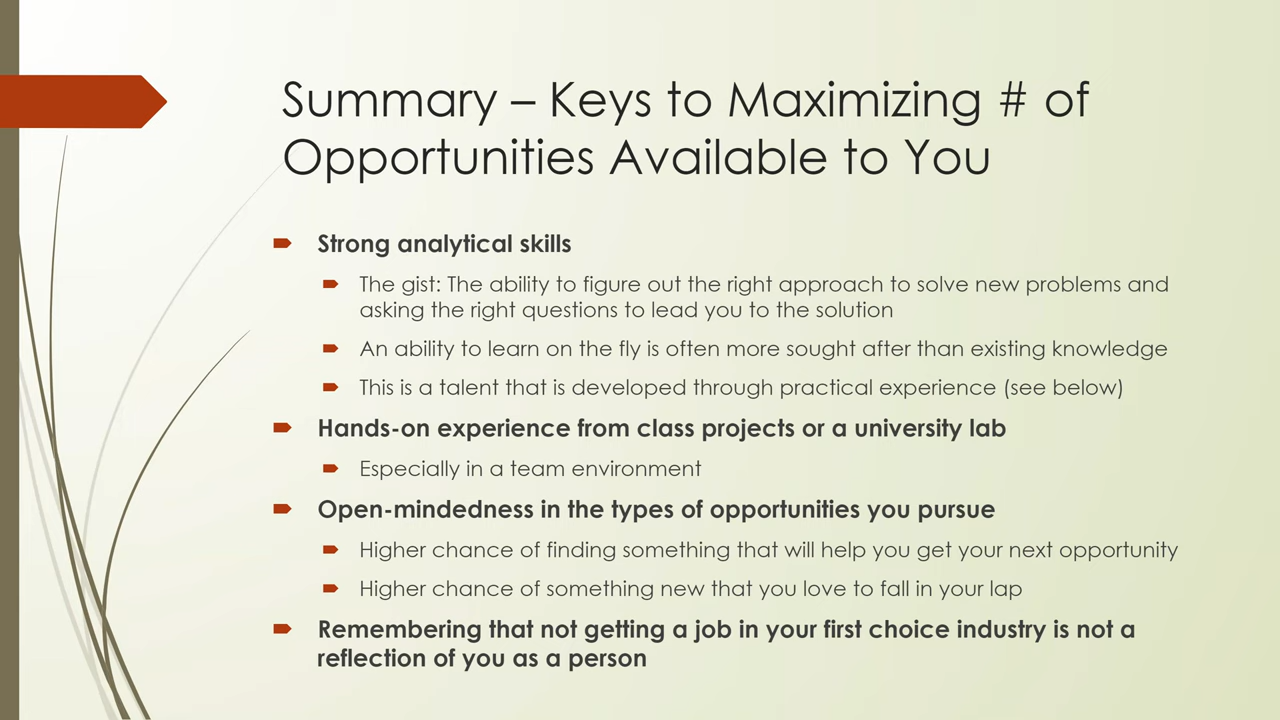 Summary – Keys to Maximizing # of
Opportunities Available to You
Strong analytical skills
The gist: The ability to figure out the right approach to solve new problems and
asking the right questions to lead you to the solution
An ability to learn on the fly is often more sought after than existing knowledge
This is a talent that is developed through practical experience (see below)
Hands-on experience from class projects or a university lab
Especially in a team environment
Open-mindedness in the types of opportunities you pursue
Higher chance of finding something that will help you get your next opportunity
Higher chance of something new that you love to fall in your lap
Remembering that not getting a job in your first choice industry is not a
reflection of you as a person